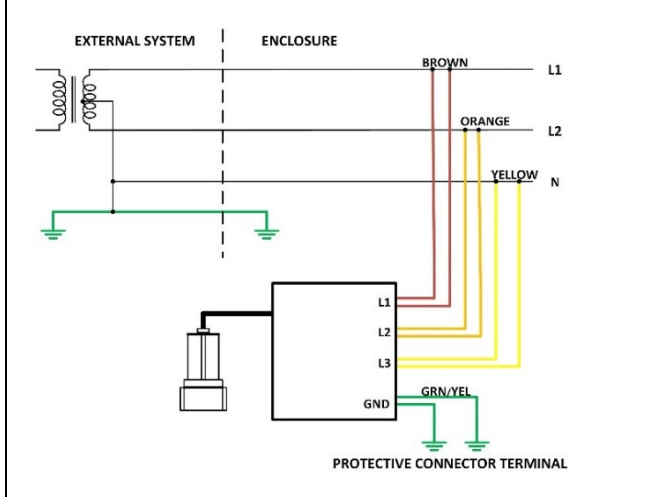 EXTERNAL SYSTEM
ENCLOSURE
BROWN
L1
ORANGE
L2
YELLOW
N
L1
L2
L3
GND
GRN/YEL
PROTECTIVE CONNECTOR TERMINAL